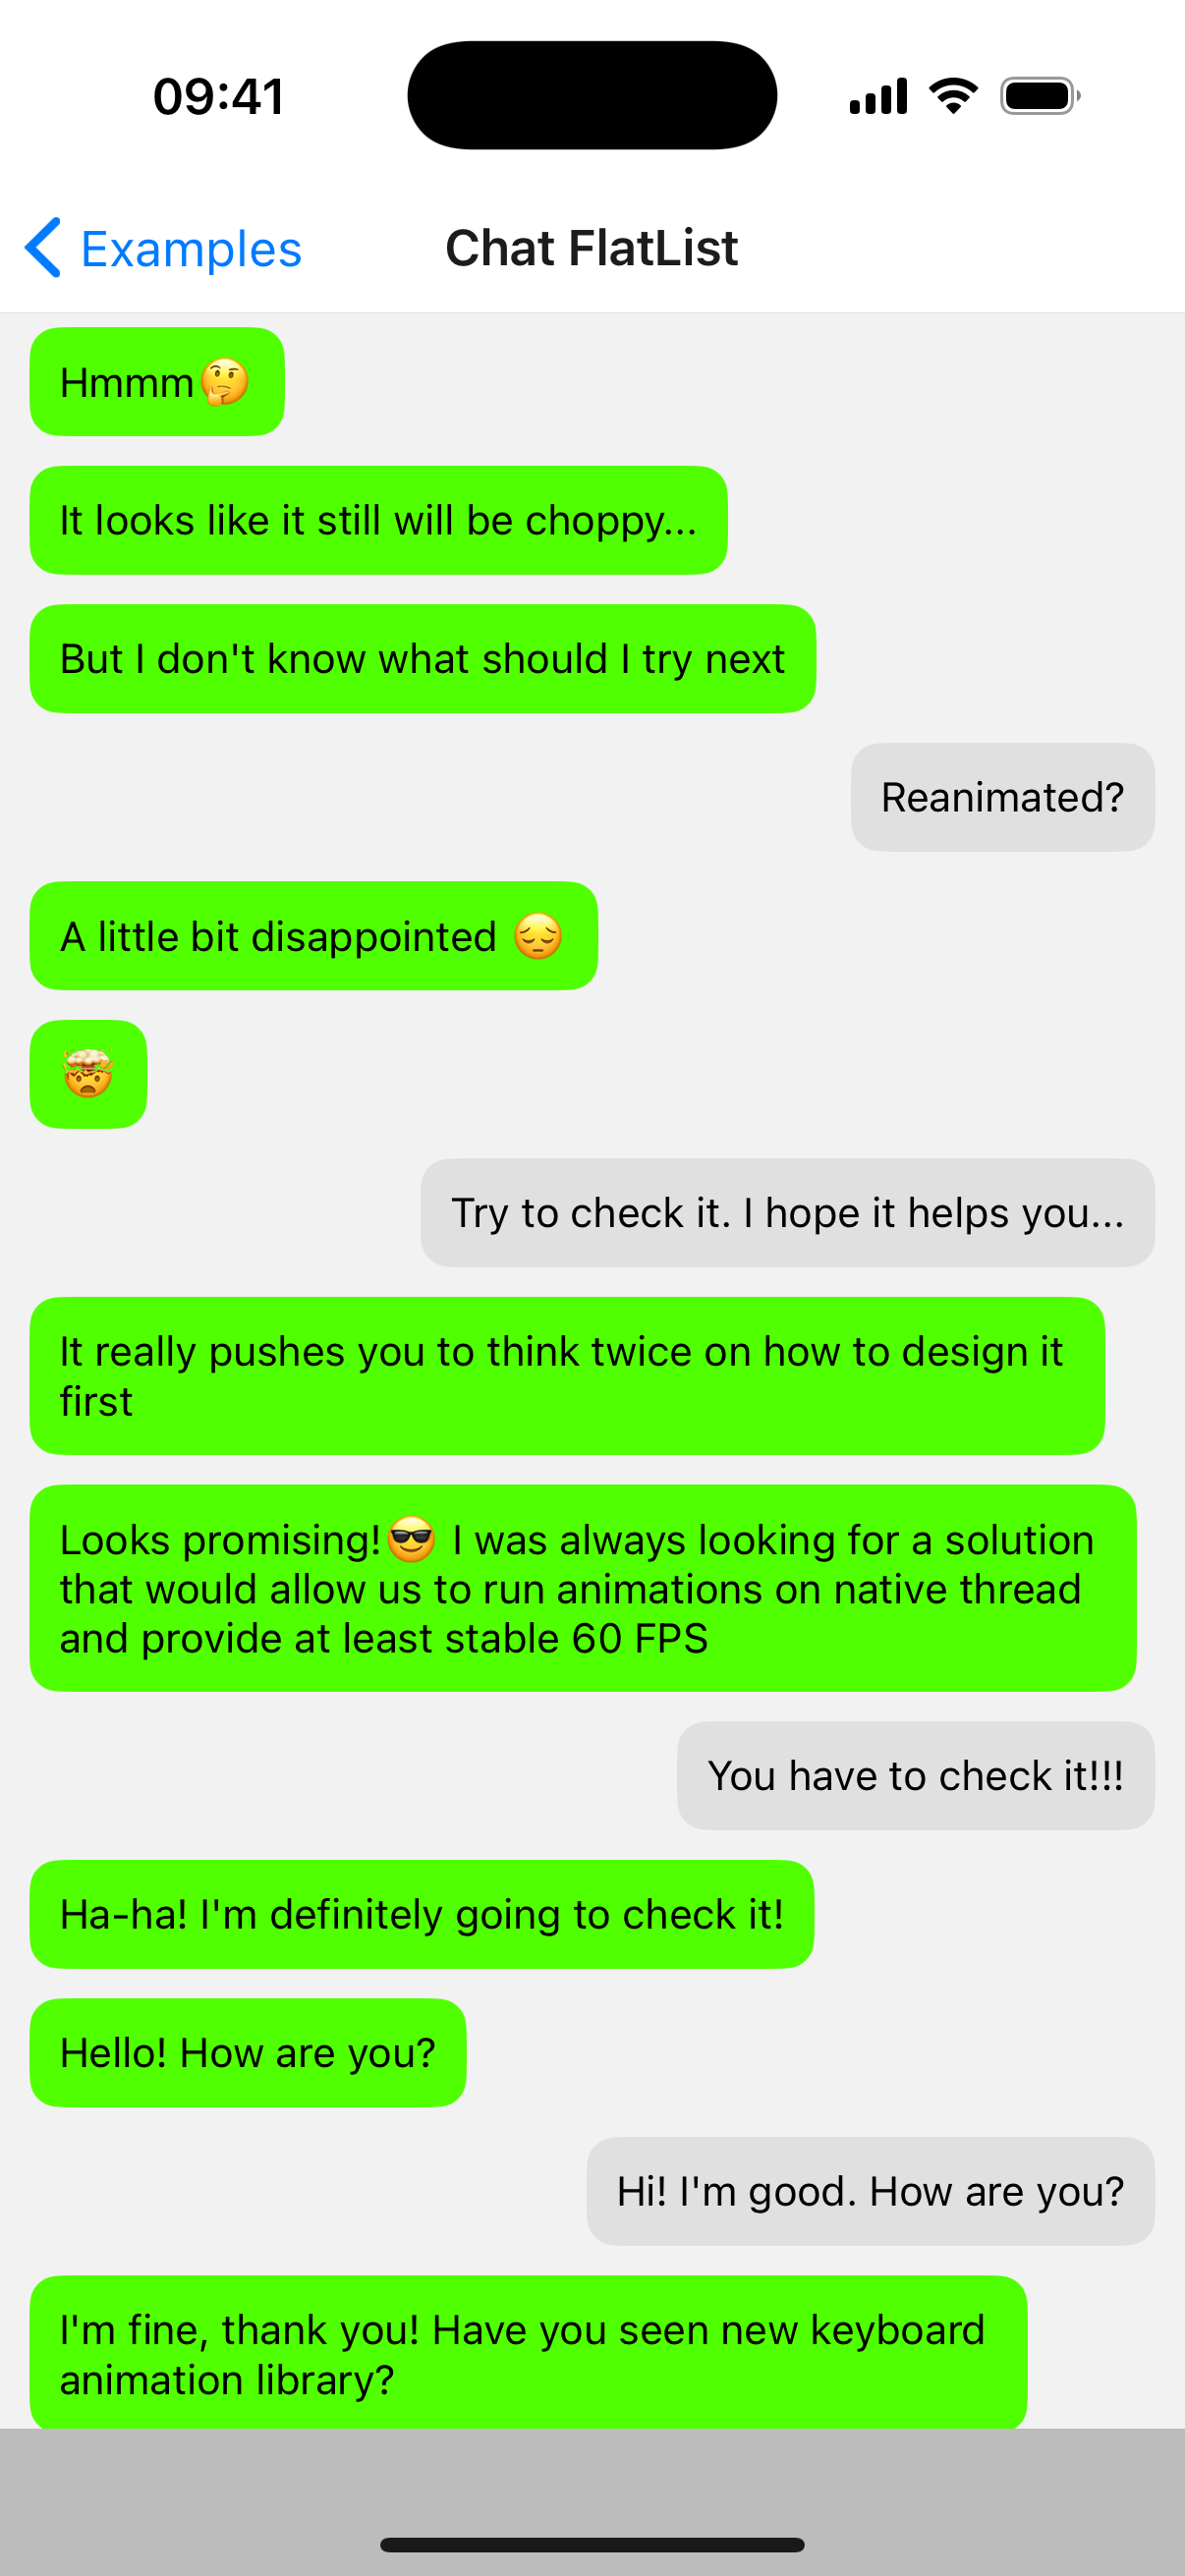 09:41
Examples
Chat FlatList
Hmmm🤔
It looks like it still will be choppy...
But I don't know what should I try next
Reanimated?
A little bit disappointed 😔
🤯
Try to check it. I hope it helps you...
It really pushes you to think twice on how to design it
first
Looks promising!😎 I was always looking for a solution
that would allow us to run animations on native thread
and provide at least stable 60 FPS
You have to check it!!!
Ha-ha! I'm definitely going to check it!
Hello! How are you?
Hi! I'm good. How are you?
I'm fine, thank you! Have you seen new keyboard
animation library?